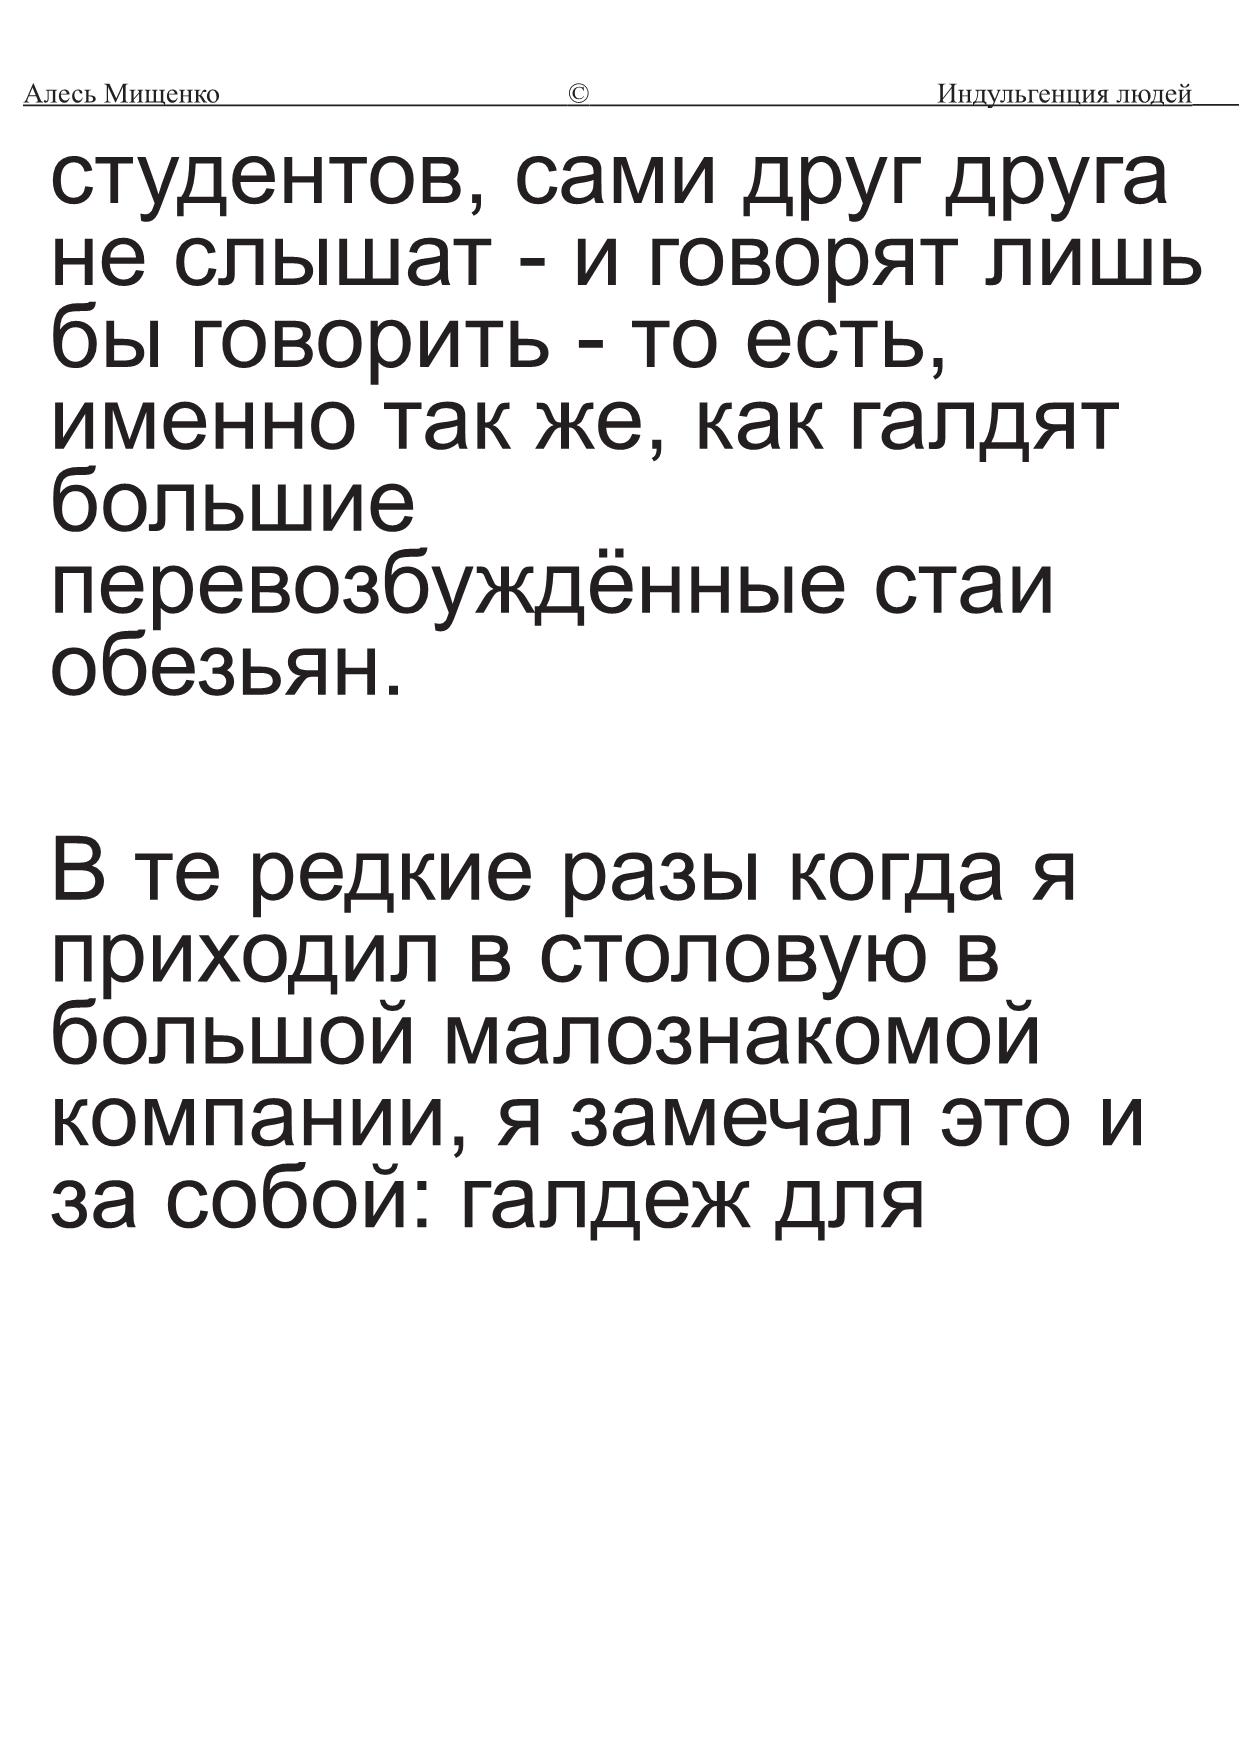 Алесь Мищенко © Индульгенция людей
студентов, сами друг друга
не слышат - и говорят лишь
бы говорить - то есть,
именно так же, как галдят
большие
перевозбуждённые стаи
обезьян.
В те редкие разы когда я
приходил в столовую в
большой малознакомой
компании, я замечал это и
за собой: галдеж для